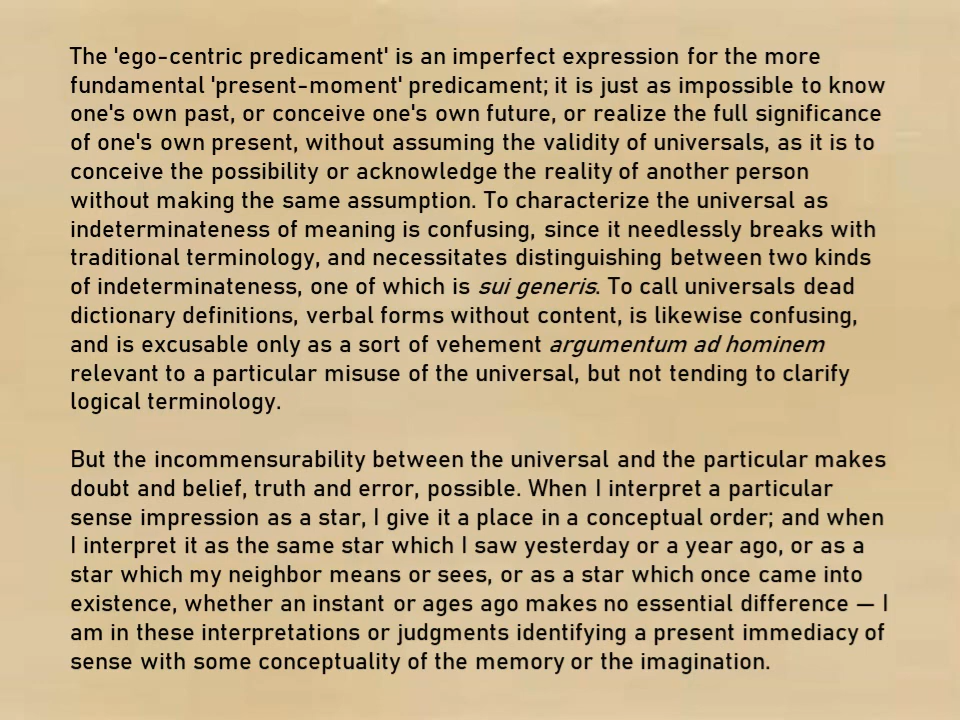 The 'ego-centric predicament' is an imperfect expression for the more
fundamental 'present-moment' predicament; it is just as impossible to know
one's own past, or conceive one's own future, or realize the full significance
of one's own present, without assuming the validity of universals, as it is to
conceive the possibility or acknowledge the reality of another person
without making the same assumption. To characterize the universal as
indeterminateness of meaning is confusing, since it needlessly breaks with
traditional terminology, and necessitates distinguishing between two kinds
of indeterminateness, one of which is sui generis. To call universals dead
dictionary definitions, verbal forms without content, is likewise confusing,
and is excusable only as a sort of vehement argumentum ad hominem
relevant to a particular misuse of the universal, but not tending to clarify
logical terminology.

But the incommensurability between the universal and the particular makes
doubt and belief, truth and error, possible. When I interpret a particular
sense impression as a star, I give it a place in a conceptual order; and when
I interpret it as the same star which I saw yesterday or a year ago, or as a
star which my neighbor means or sees, or as a star which once came into
existence, whether an instant or ages ago makes no essential difference — I
am in these interpretations or judgments identifying a present immediacy of
sense with some conceptuality of the memory or the imagination.